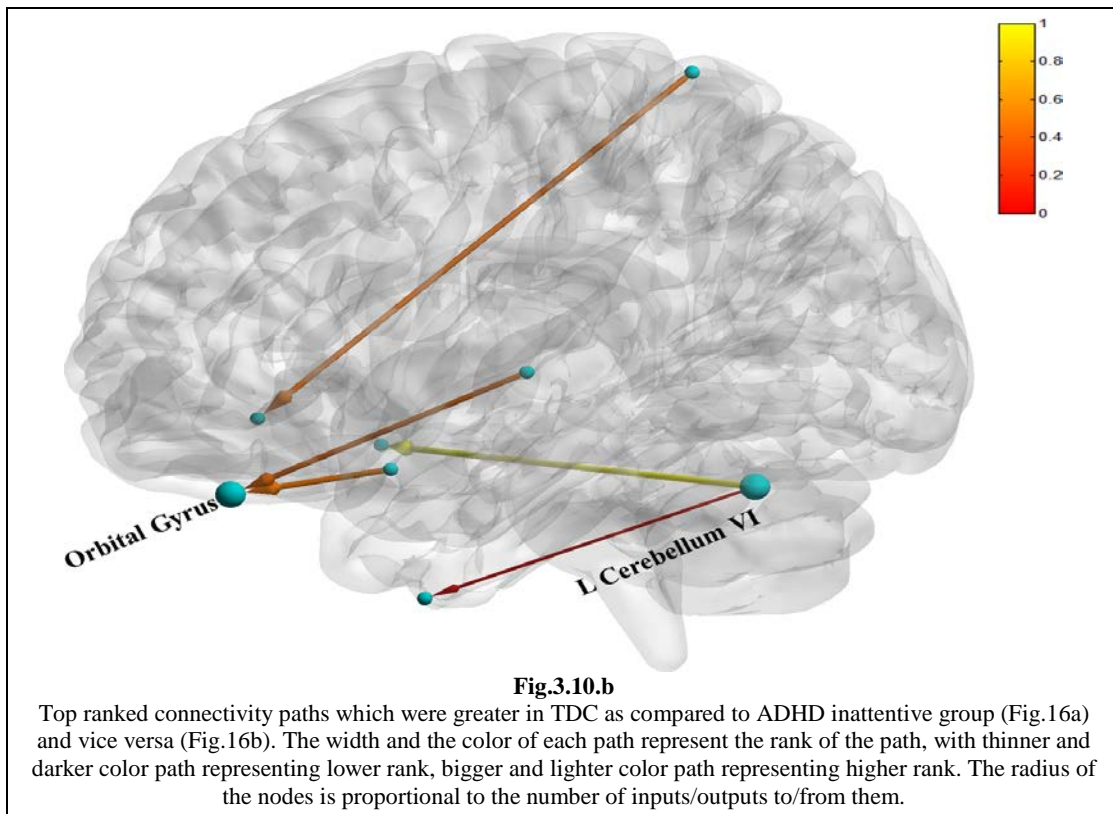 1
0.8
0.6
0.4
0.2
0
Orbital Gyrus
L Cerebellum VI
Fig.3.10.b
Top ranked connectivity paths which were greater in TDC as compared to ADHD inattentive group (Fig.16a)
and vice versa (Fig.16b). The width and the color of each path represent the rank of the path, with thinner and
darker color path representing lower rank, bigger and lighter color path representing higher rank. The radius of
the nodes is proportional to the number of inputs/outputs to/from them.